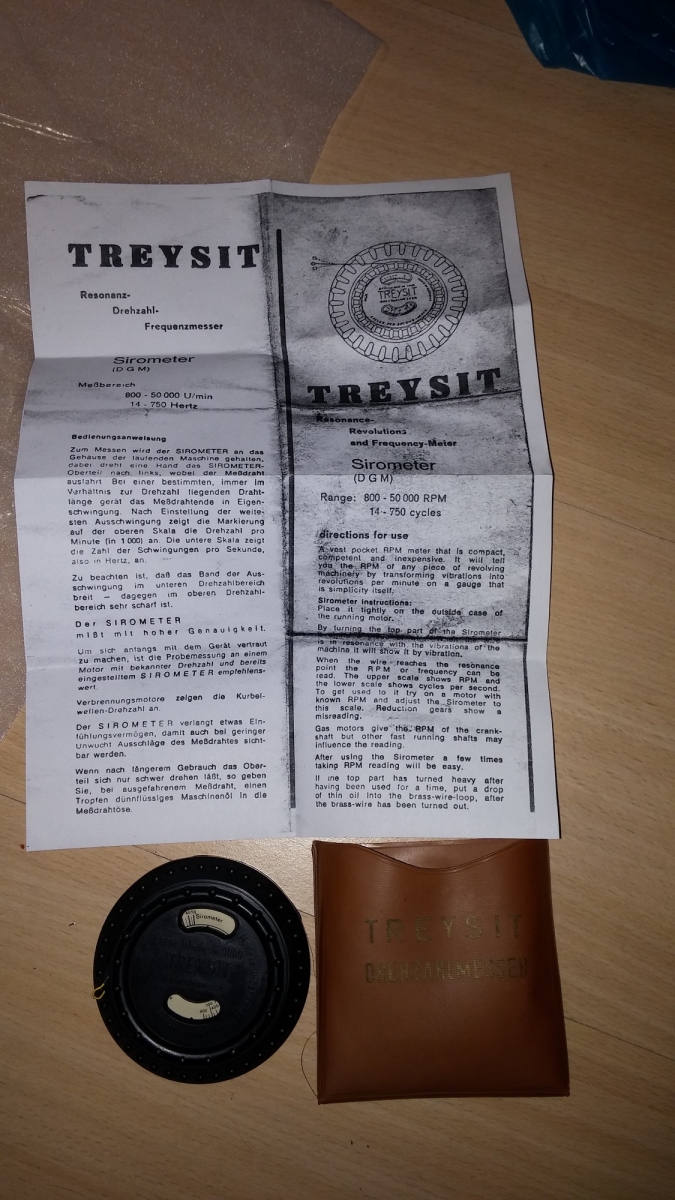 TREYSIT
Resonanz-
Drehzahl-
Frequenzmesser
Sirometer
(DGM)
Meßbereich
800 - 50 000 U/min
14 - 750 Hertz
Bedienungsanweisung
Zum Messen wird der SIROMETER an das
Gehäuse der laufenden Maschine gehalten,
dabei dreht eine Hand das SIROMETER-
Oberteil nach links, wobei der Meßdraht
ausfährt. Bei einer bestimmten, immer im
Verhältnis zur Drehzahl liegenden Draht-
länge gerät das Meßdrahtende in Eigen-
schwingung. Nach Einstellung der weite-
sten Ausschwingung zeigt die Markierung
auf der oberen Skala die Drehzahl pro
Minute (in 1000) an. Die untere Skala zeigt
die Zahl der Schwingungen pro Sekunde,
also in Hertz, an.
Zu beachten ist, daß das Band der Aus-
schwingung im unteren Drehzahlbereich
breit — dagegen im oberen Drehzahl-
bereich sehr scharf ist.
Der SIROMETER
mißt mit hoher Genauigkeit.
Um sich anfangs mit dem Gerät vertraut
zu machen, ist die Probemessung an einem
Motor mit bekannter Drehzahl und bereits
eingestelltem SIROMETER empfehlens-
wert.
Verbrennungsmotore zeigen die Kurbel-
wellen-Drehzahl an.
Der SIROMETER verlangt etwas Ein-
fühlungsvermögen, damit auch bei geringer
Unwucht Ausschläge des Meßdrahtes sicht-
bar werden.
Wenn nach längerem Gebrauch das Ober-
teil sich nur schwer drehen läßt, so geben
Sie, bei ausgefahrenem Meßdraht, einen
Tropfen dünnflüssiges Maschinenöl in die
Meßdrahtöse.
TREYSIT
TREYSIT
Resonance-
Revolutions
and Frequency-Meter
Sirometer
(DGM)
Range: 800 - 50 000 RPM
14 - 750 cycles
directions for use
A vest pocket RPM meter that is compact,
competent and inexpensive. It will tell
you the RPM of any piece of revolving
machinery by transforming vibrations into
revolutions per minute on a gauge that
is simplicity itself.
Sirometer instructions:
Place it tightly on the outside case of
the running motor.
By turning the top part of the Sirometer
is in resonance with the vibrations of the
machine it will show it by vibration.
When the wire reaches the resonance
point the RPM or frequency can be
read. The upper scale shows RPM and
the lower scale shows cycles per second.
To get used to it try on a motor with
known RPM and adjust the Sirometer to
this scale. Reduction gears show a
misreading.
Gas motors give the RPM of the crank-
shaft but other fast running shafts may
influence the reading.
After using the Sirometer a few times
taking RPM reading will be easy.
If the top part has turned heavy after
having been used for a time, put a drop
of thin oil into the brass-wire-loop, after
the brass-wire has been turned out.
Sirometer
TREYSIT
TREYSIT
DREHZAHLMESSER